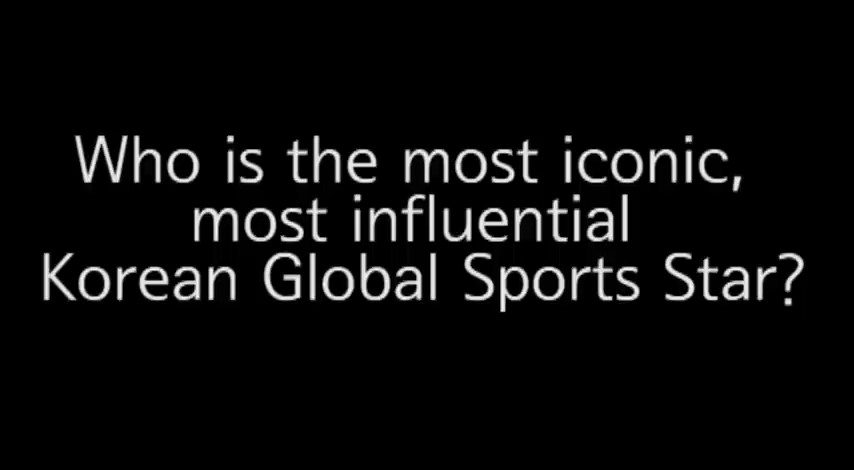 Who is the most iconic,
most influential
Korean Global Sports Star?